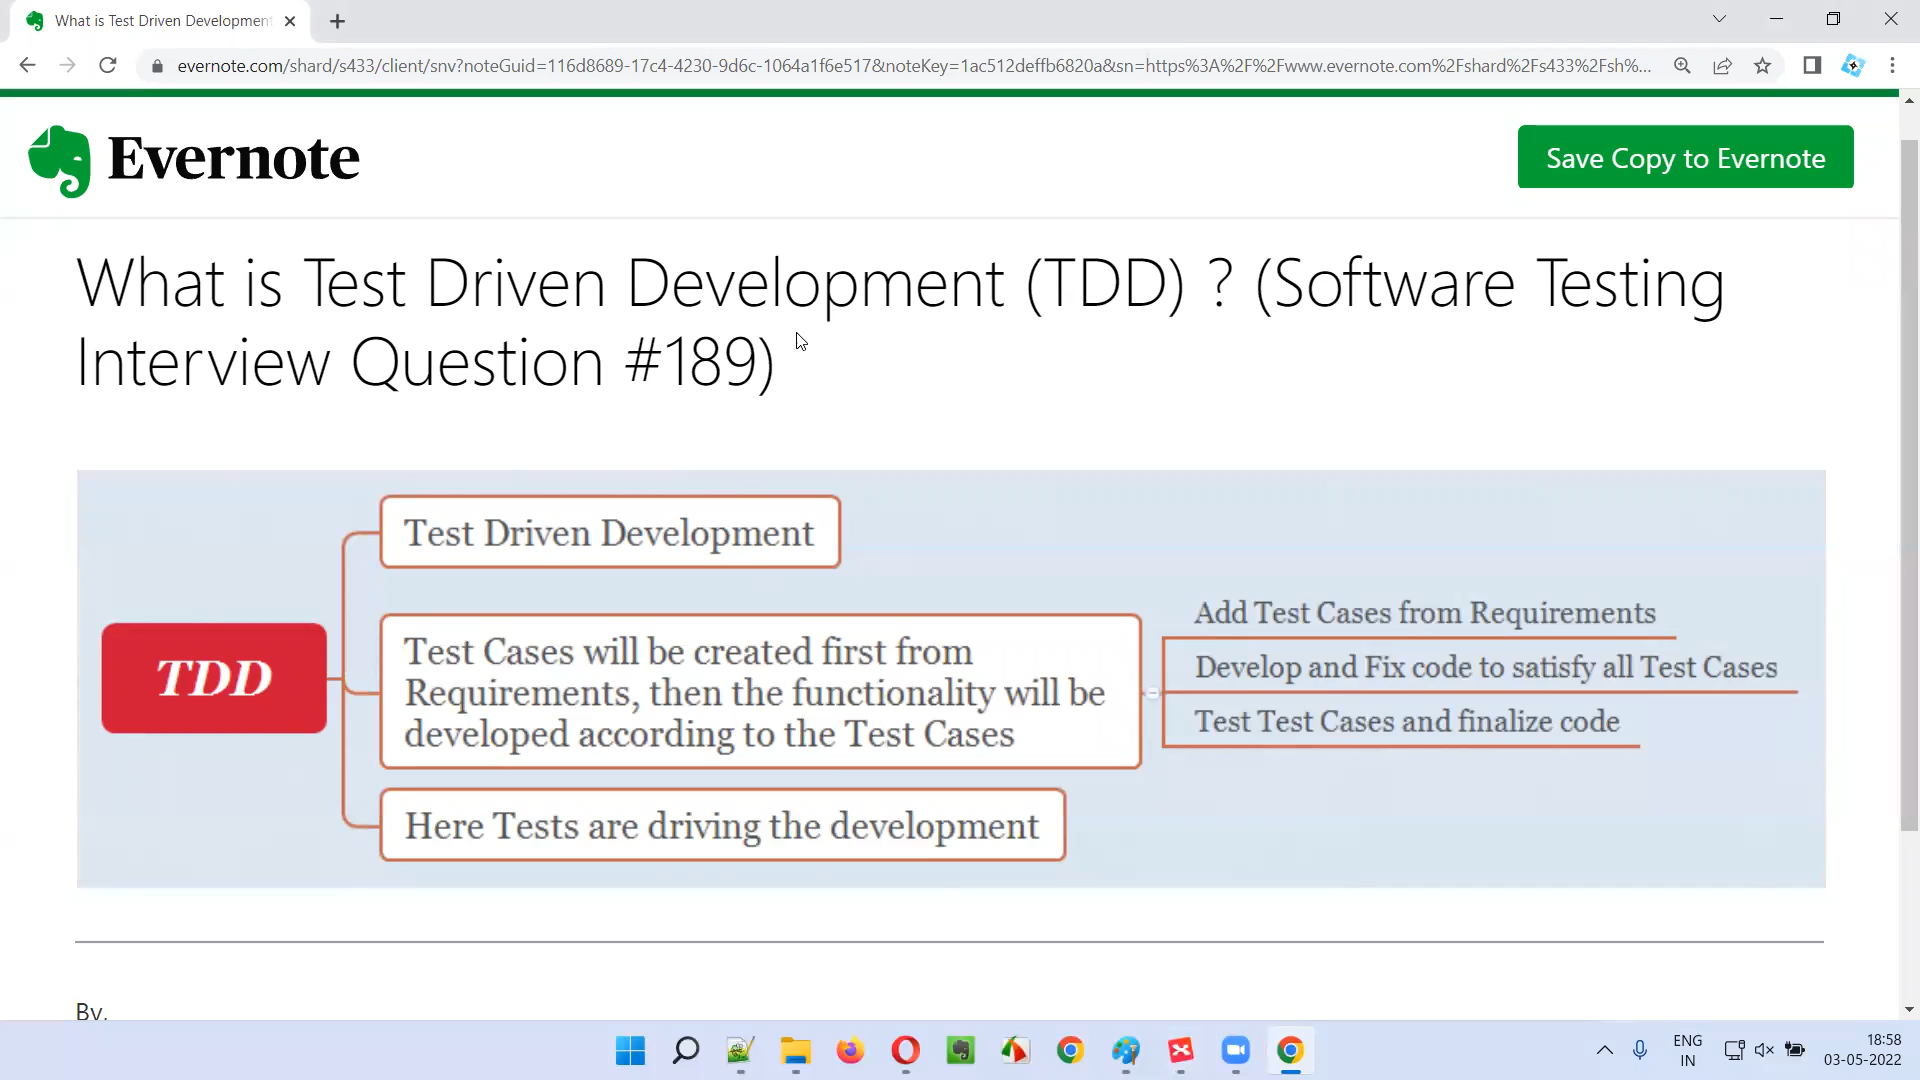 What is Test Driven Development
evernote.com/shard/s433/client/snv?noteGuid=116d8689-17c4-4230-9d6c-1064a1f6e517&noteKey=1ac512deffb6820a&sn=https%3A%2F%2Fwww.evernote.com%2Fshard%2Fs433%2Fsh%...
Evernote
Save Copy to Evernote
What is Test Driven Development (TDD) ? (Software Testing
Interview Question #189)
Test Driven Development
TDD
Test Cases will be created first from
Requirements, then the functionality will be
developed according to the Test Cases
Add Test Cases from Requirements
Develop and Fix code to satisfy all Test Cases
Test Test Cases and finalize code
Here Tests are driving the development
By,
ENG
IN
18:58
03-05-2022